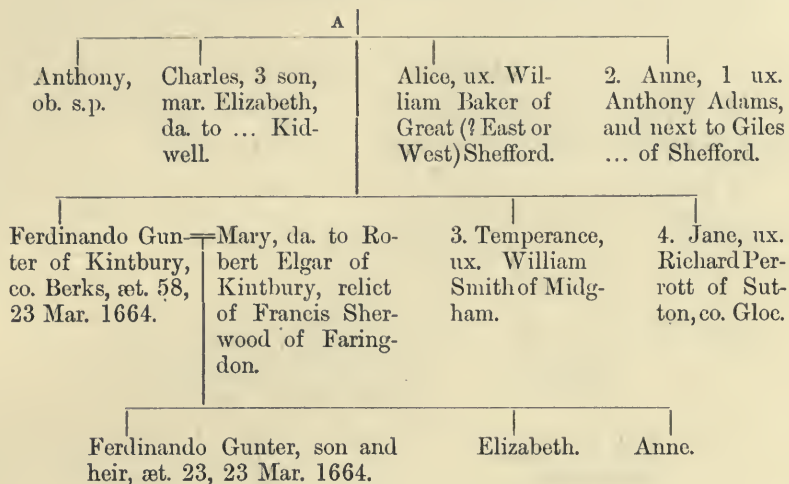 A
Anthony,
ob. s.p.
Charles, 3 son,
mar. Elizabeth,
da. to ... Kid-
well.
Alice, ux. Wil-
liam Baker of
Great (? East or
West) Shefford.
2. Anne, 1 ux.
Anthony Adams,
and next to Giles
... of Shefford.
Ferdinando Gun-
ter of Kintbury,
co. Berks, æt. 58,
23 Mar. 1664.
Mary, da. to Ro-
bert Elgar of
Kintbury, relict
of Francis Sher-
wood of Faring-
don.
3. Temperance,
ux. William
Smith of Midg-
ham.
4. Jane, ux.
Richard Per-
rott of Sut-
ton, co. Gloc.
Ferdinando Gunter, son and
heir, æt. 23, 23 Mar. 1664.
Elizabeth.
Anne.